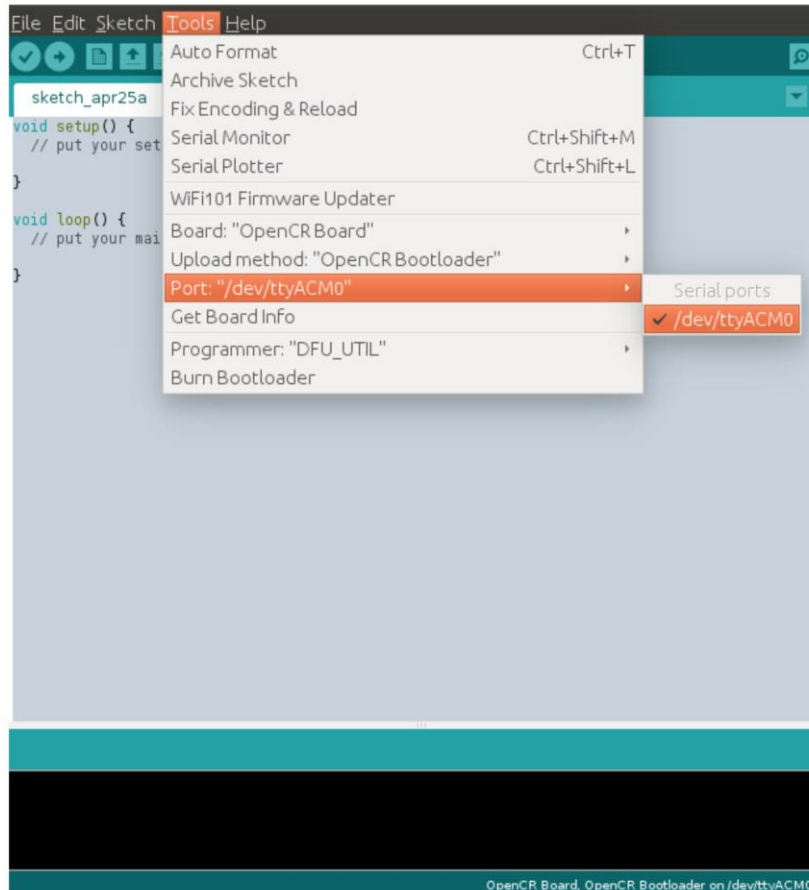 File Edit Sketch Tools Help
Auto Format Ctrl+T
Archive Sketch
Fix Encoding & Reload
Serial Monitor Ctrl+Shift+M
Serial Plotter Ctrl+Shift+L
WiFi101 Firmware Updater
Board: "OpenCR Board"
Upload method: "OpenCR Bootloader"
Port: "/dev/ttyACM0"
Get Board Info
Programmer: "DFU_UTIL"
Burn Bootloader
Serial ports
/dev/ttyACM0
sketch_apr25a
void setup() {
// put your set
}
void loop() {
// put your mai
}
OpenCR Board, OpenCR Bootloader on /dev/ttyACM0